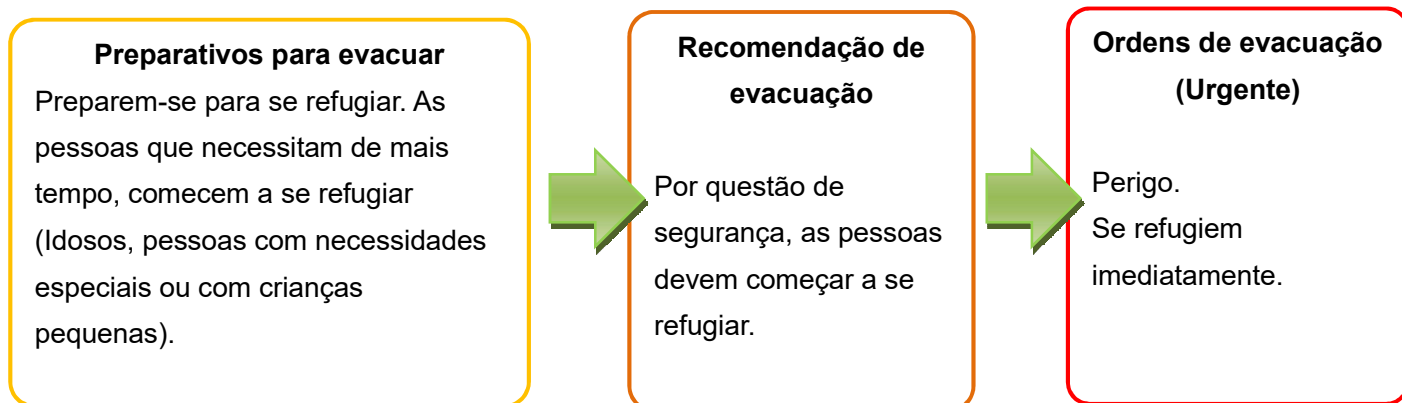 Preparativos para evacuar
Preparem-se para se refugiar. As
pessoas que necessitam de mais
tempo, comecem a se refugiar
(Idosos, pessoas com necessidades
especiais ou com crianças
pequenas).
Recomendação de
evacuação
Por questão de
segurança, as pessoas
devem começar a se
refugiar.
Ordens de evacuação
(Urgente)
Perigo.
Se refugiem
imediatamente.